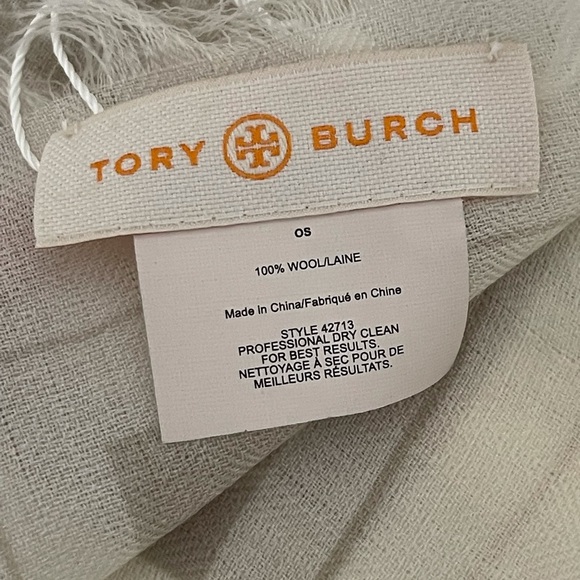 TORY BURCH
OS
100% WOOL/LAINE
Made in China/Fabriqué en Chine
STYLE 42713
PROFESSIONAL DRY CLEAN
FOR BEST RESULTS.
NETTOYAGE À SEC POUR DE
MEILLEURS RÉSULTATS.